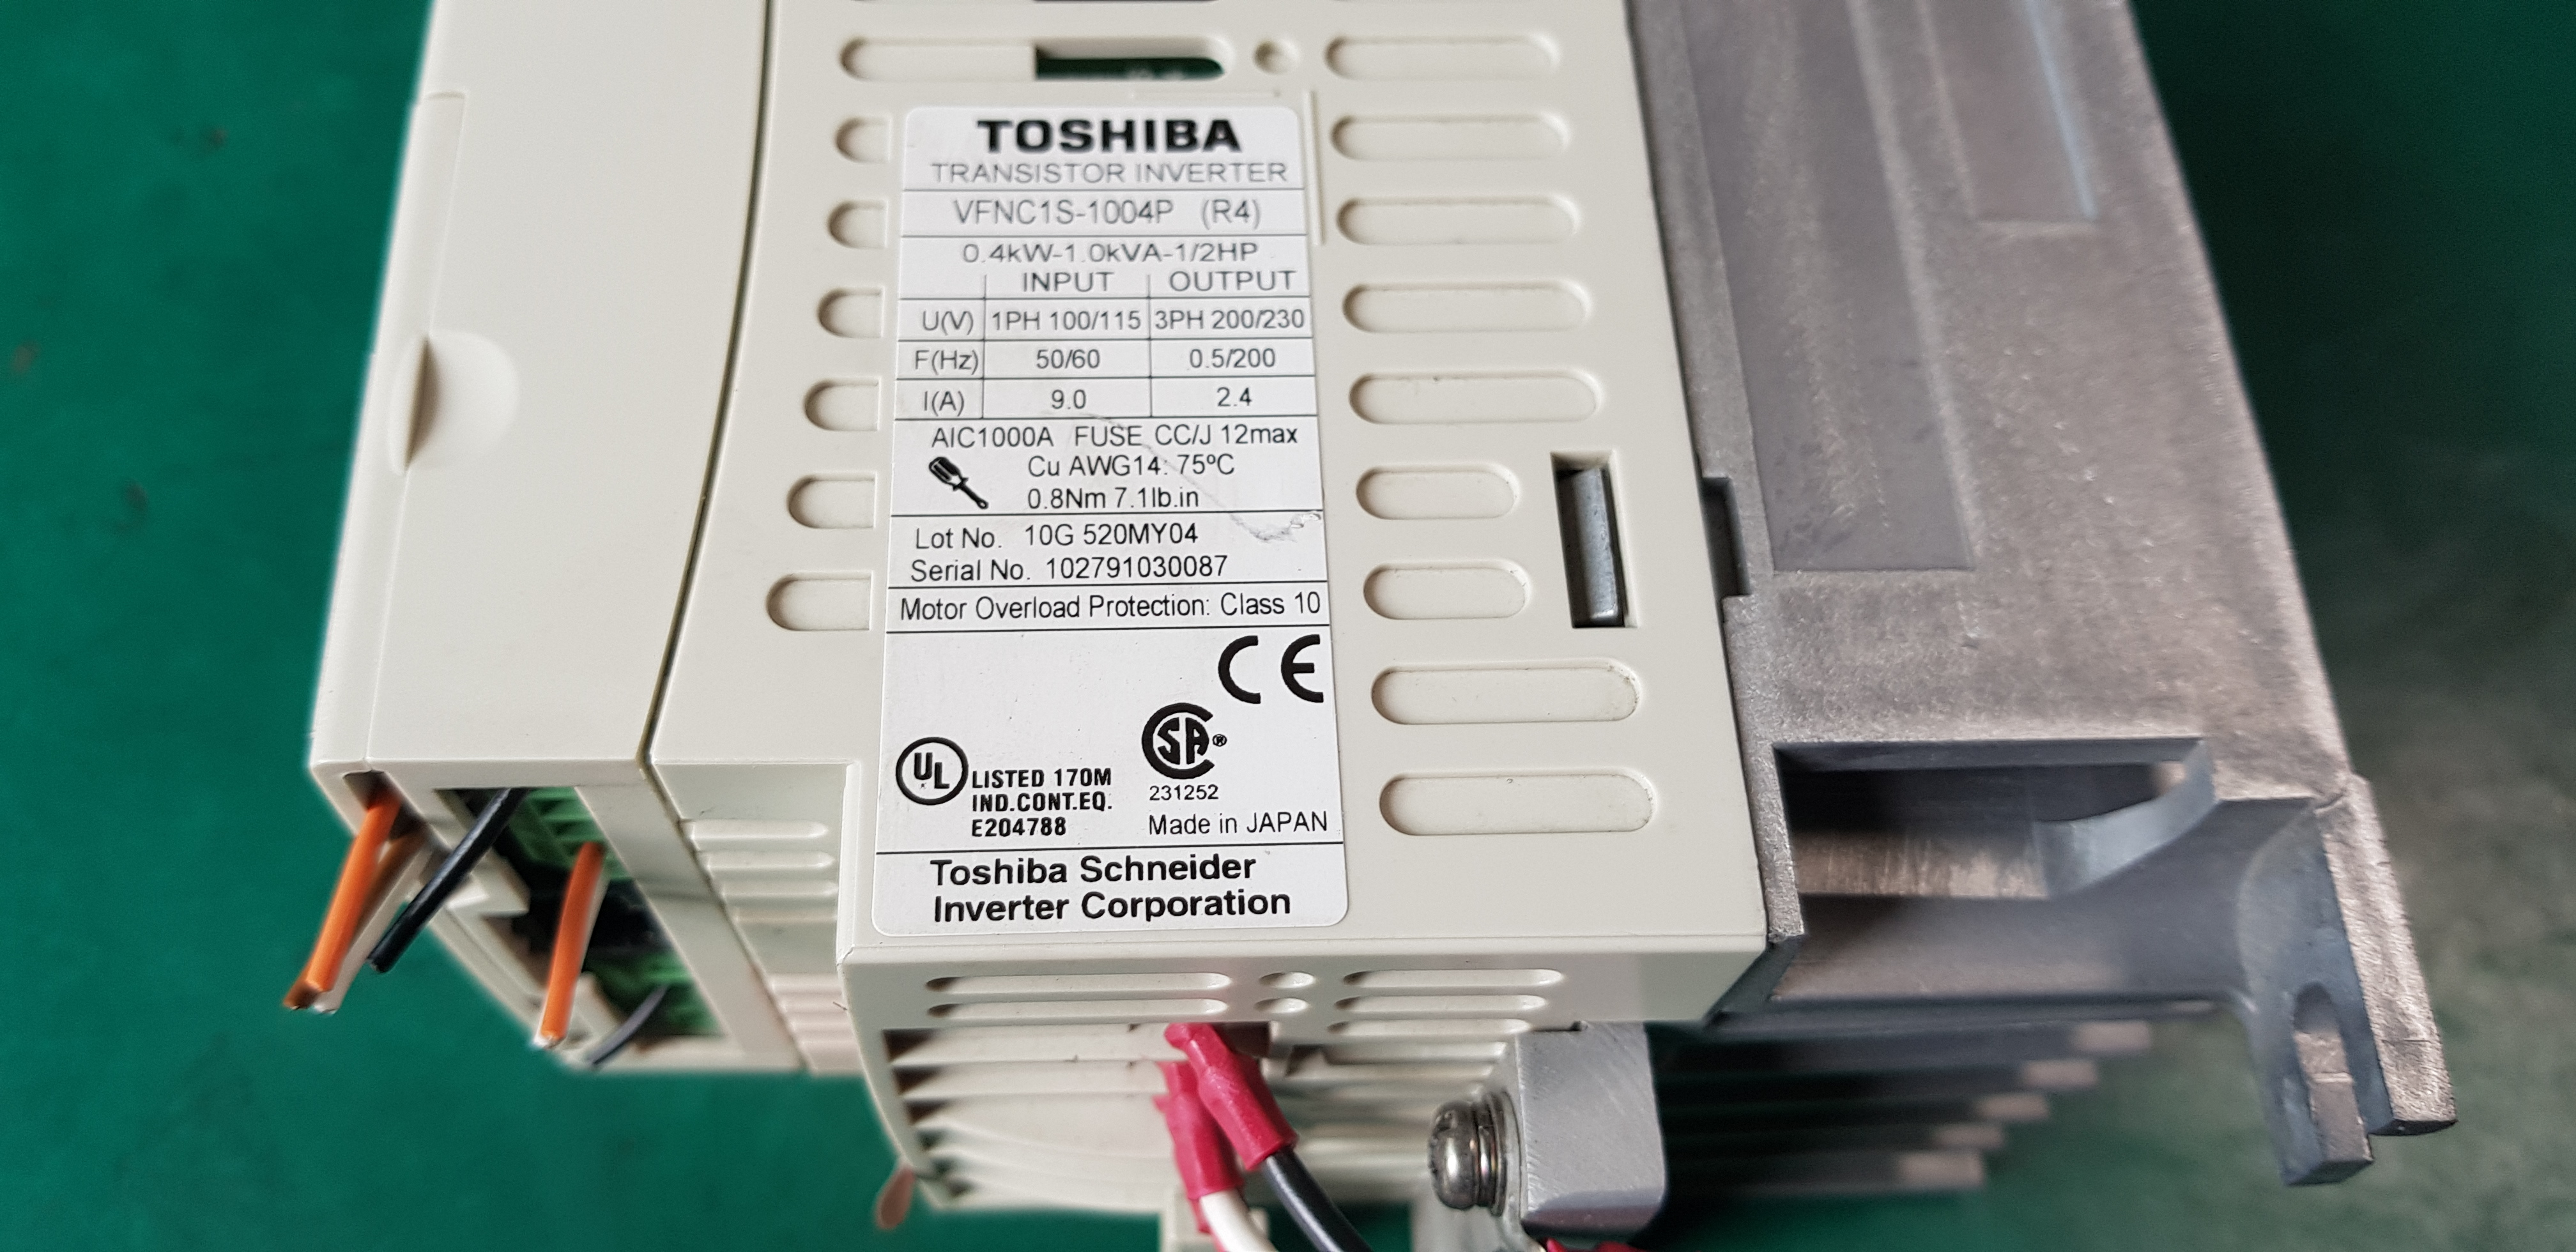 TOSHIBA
TRANSISTOR INVERTER
VFNC1S-1004P (R4)
0.4kW-1.0kVA-1/2HP
INPUT OUTPUT
U(V) 1PH 100/115 3PH 200/230
F(Hz) 50/60 0.5/200
I(A) 9.0 2.4
AIC1000A FUSE CC/J 12max
Cu AWG14: 75ºC
0.8Nm 7.1lb.in
Lot No. 10G 520MY04
Serial No. 102791030087
Motor Overload Protection: Class 10
CE
UL LISTED 170M
IND.CONT.EQ.
E204788
SA®
231252
Made in JAPAN
Toshiba Schneider
Inverter Corporation